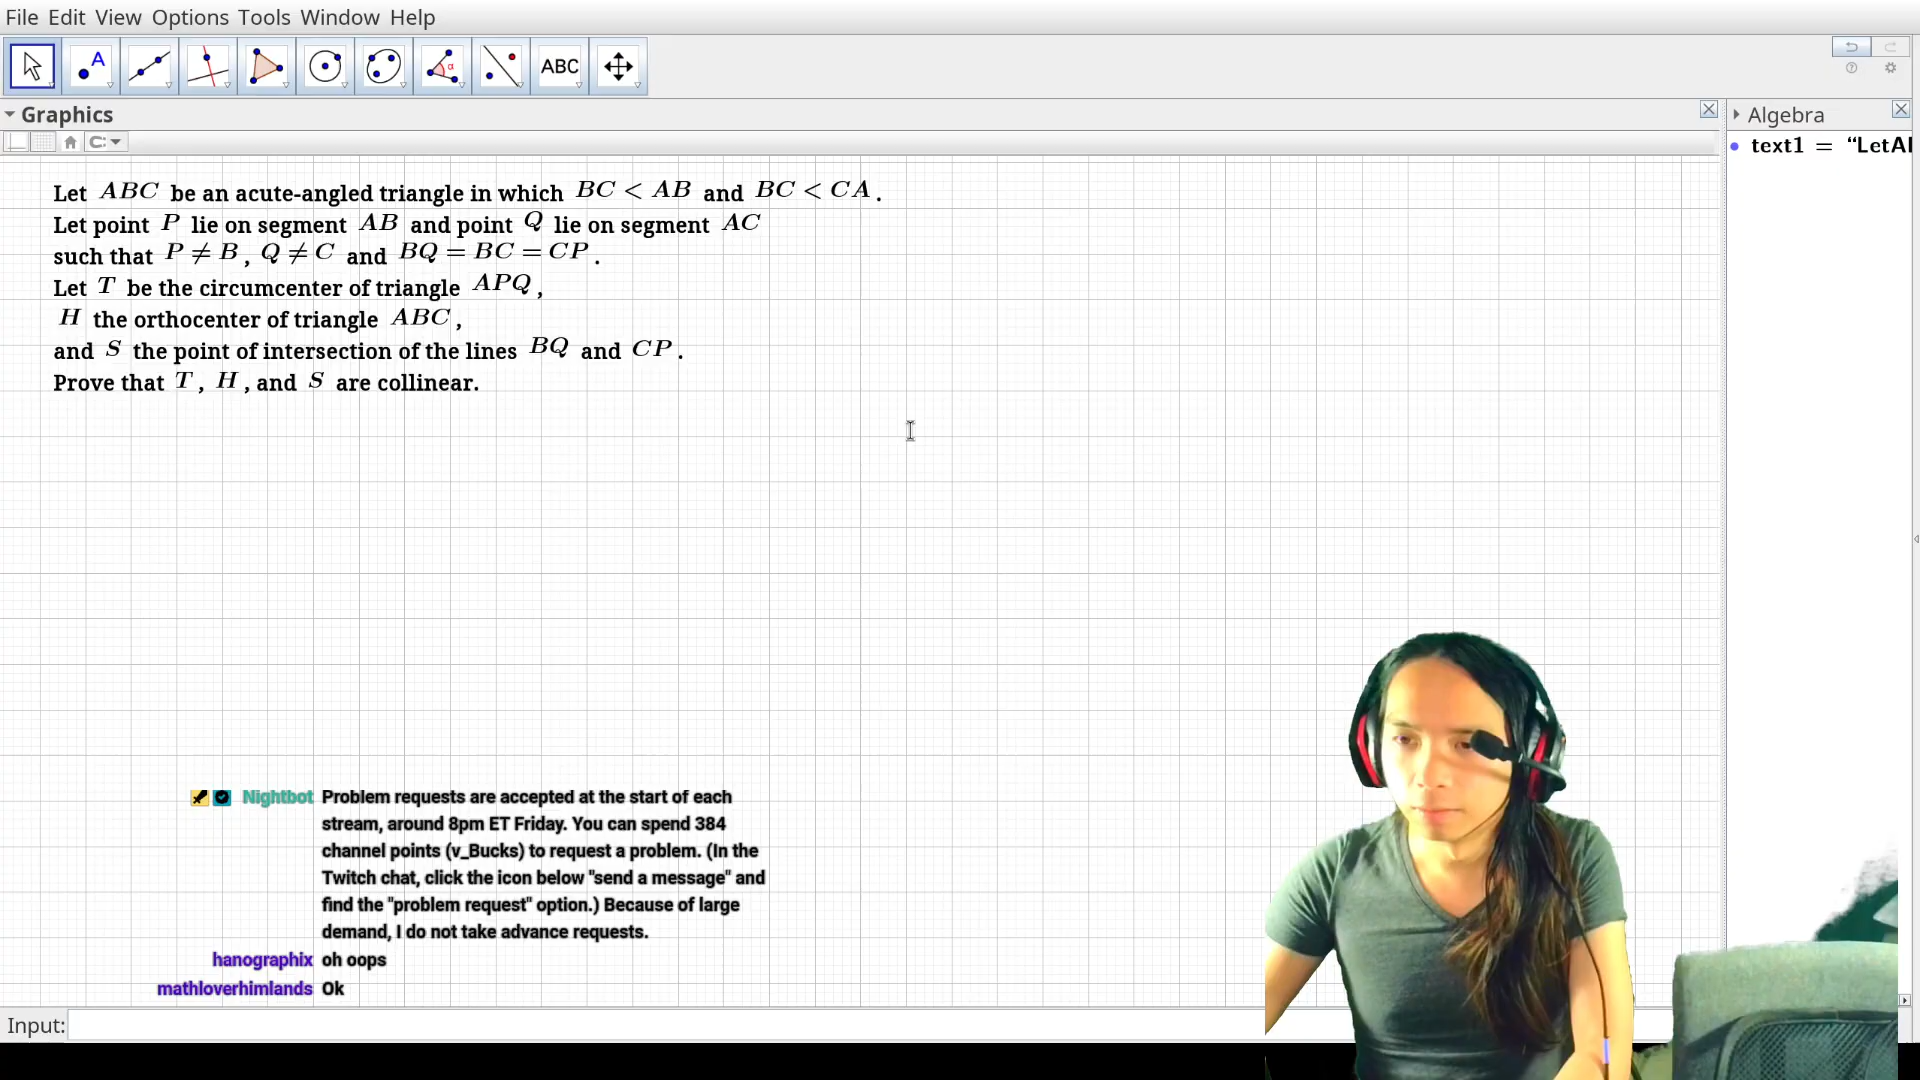 File Edit View Options Tools Window Help
A
α
ABC
Graphics
Algebra
text1 = “LetAl
Let ABC be an acute-angled triangle in which BC < AB and BC < CA .
Let point P lie on segment AB and point Q lie on segment AC
such that P ≠ B , Q ≠ C and BQ = BC = CP .
Let T be the circumcenter of triangle APQ ,
H the orthocenter of triangle ABC ,
and S the point of intersection of the lines BQ and CP .
Prove that T , H , and S are collinear.
Nightbot Problem requests are accepted at the start of each
stream, around 8pm ET Friday. You can spend 384
channel points (v_Bucks) to request a problem. (In the
Twitch chat, click the icon below "send a message" and
find the "problem request" option.) Because of large
demand, I do not take advance requests.
hanographix oh oops
mathloverhimlands Ok
Input: